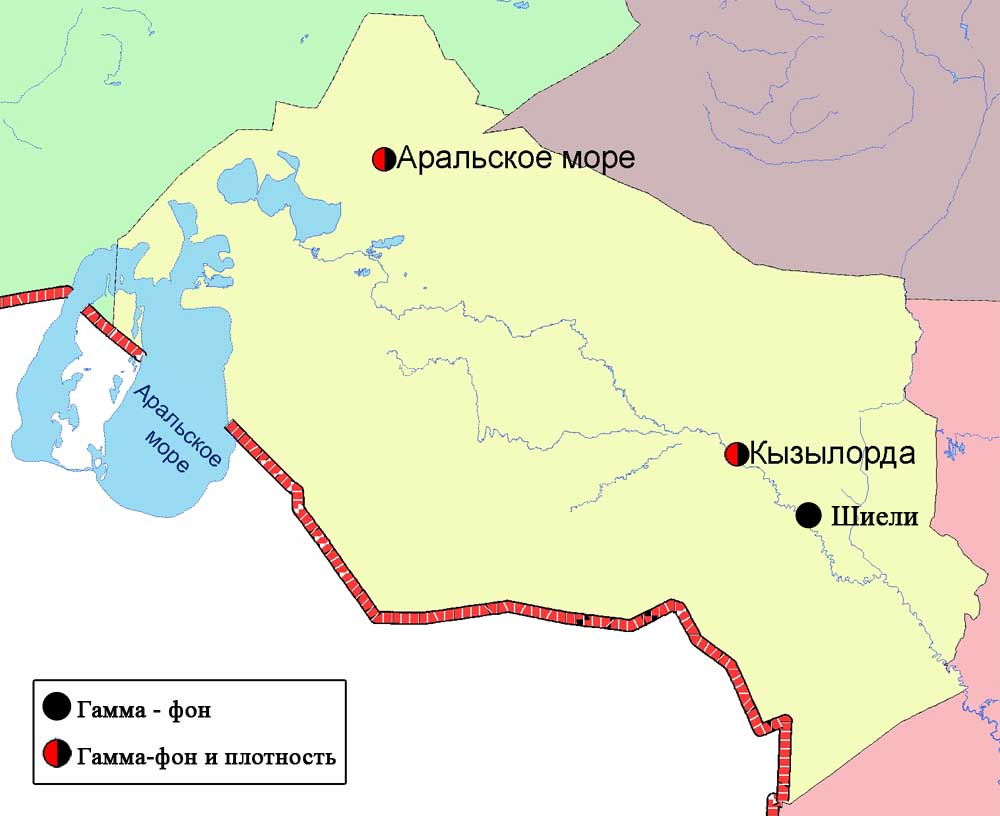 Аральское море
Аральское
море
Кызылорда
Шиели
Гамма - фон
Гамма-фон и плотность